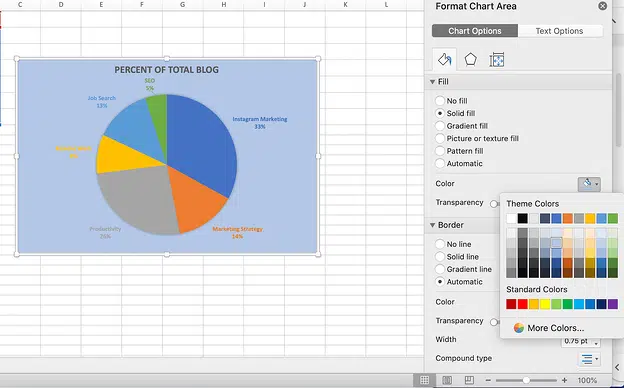 C D E F G H I J K L
Format Chart Area
Chart Options Text Options
Fill
No fill
Solid fill
Gradient fill
Picture or texture fill
Pattern fill
Automatic
Color
Transparency
Theme Colors
Border
No line
Solid line
Gradient line
Automatic
Standard Colors
Color
Transparency
More Colors...
Width 0.75 pt
Compound type
100%
PERCENT OF TOTAL BLOG
SEO
5%
Job Search
13%
Instagram Marketing
33%
Productivity
Marketing Strategy
14%